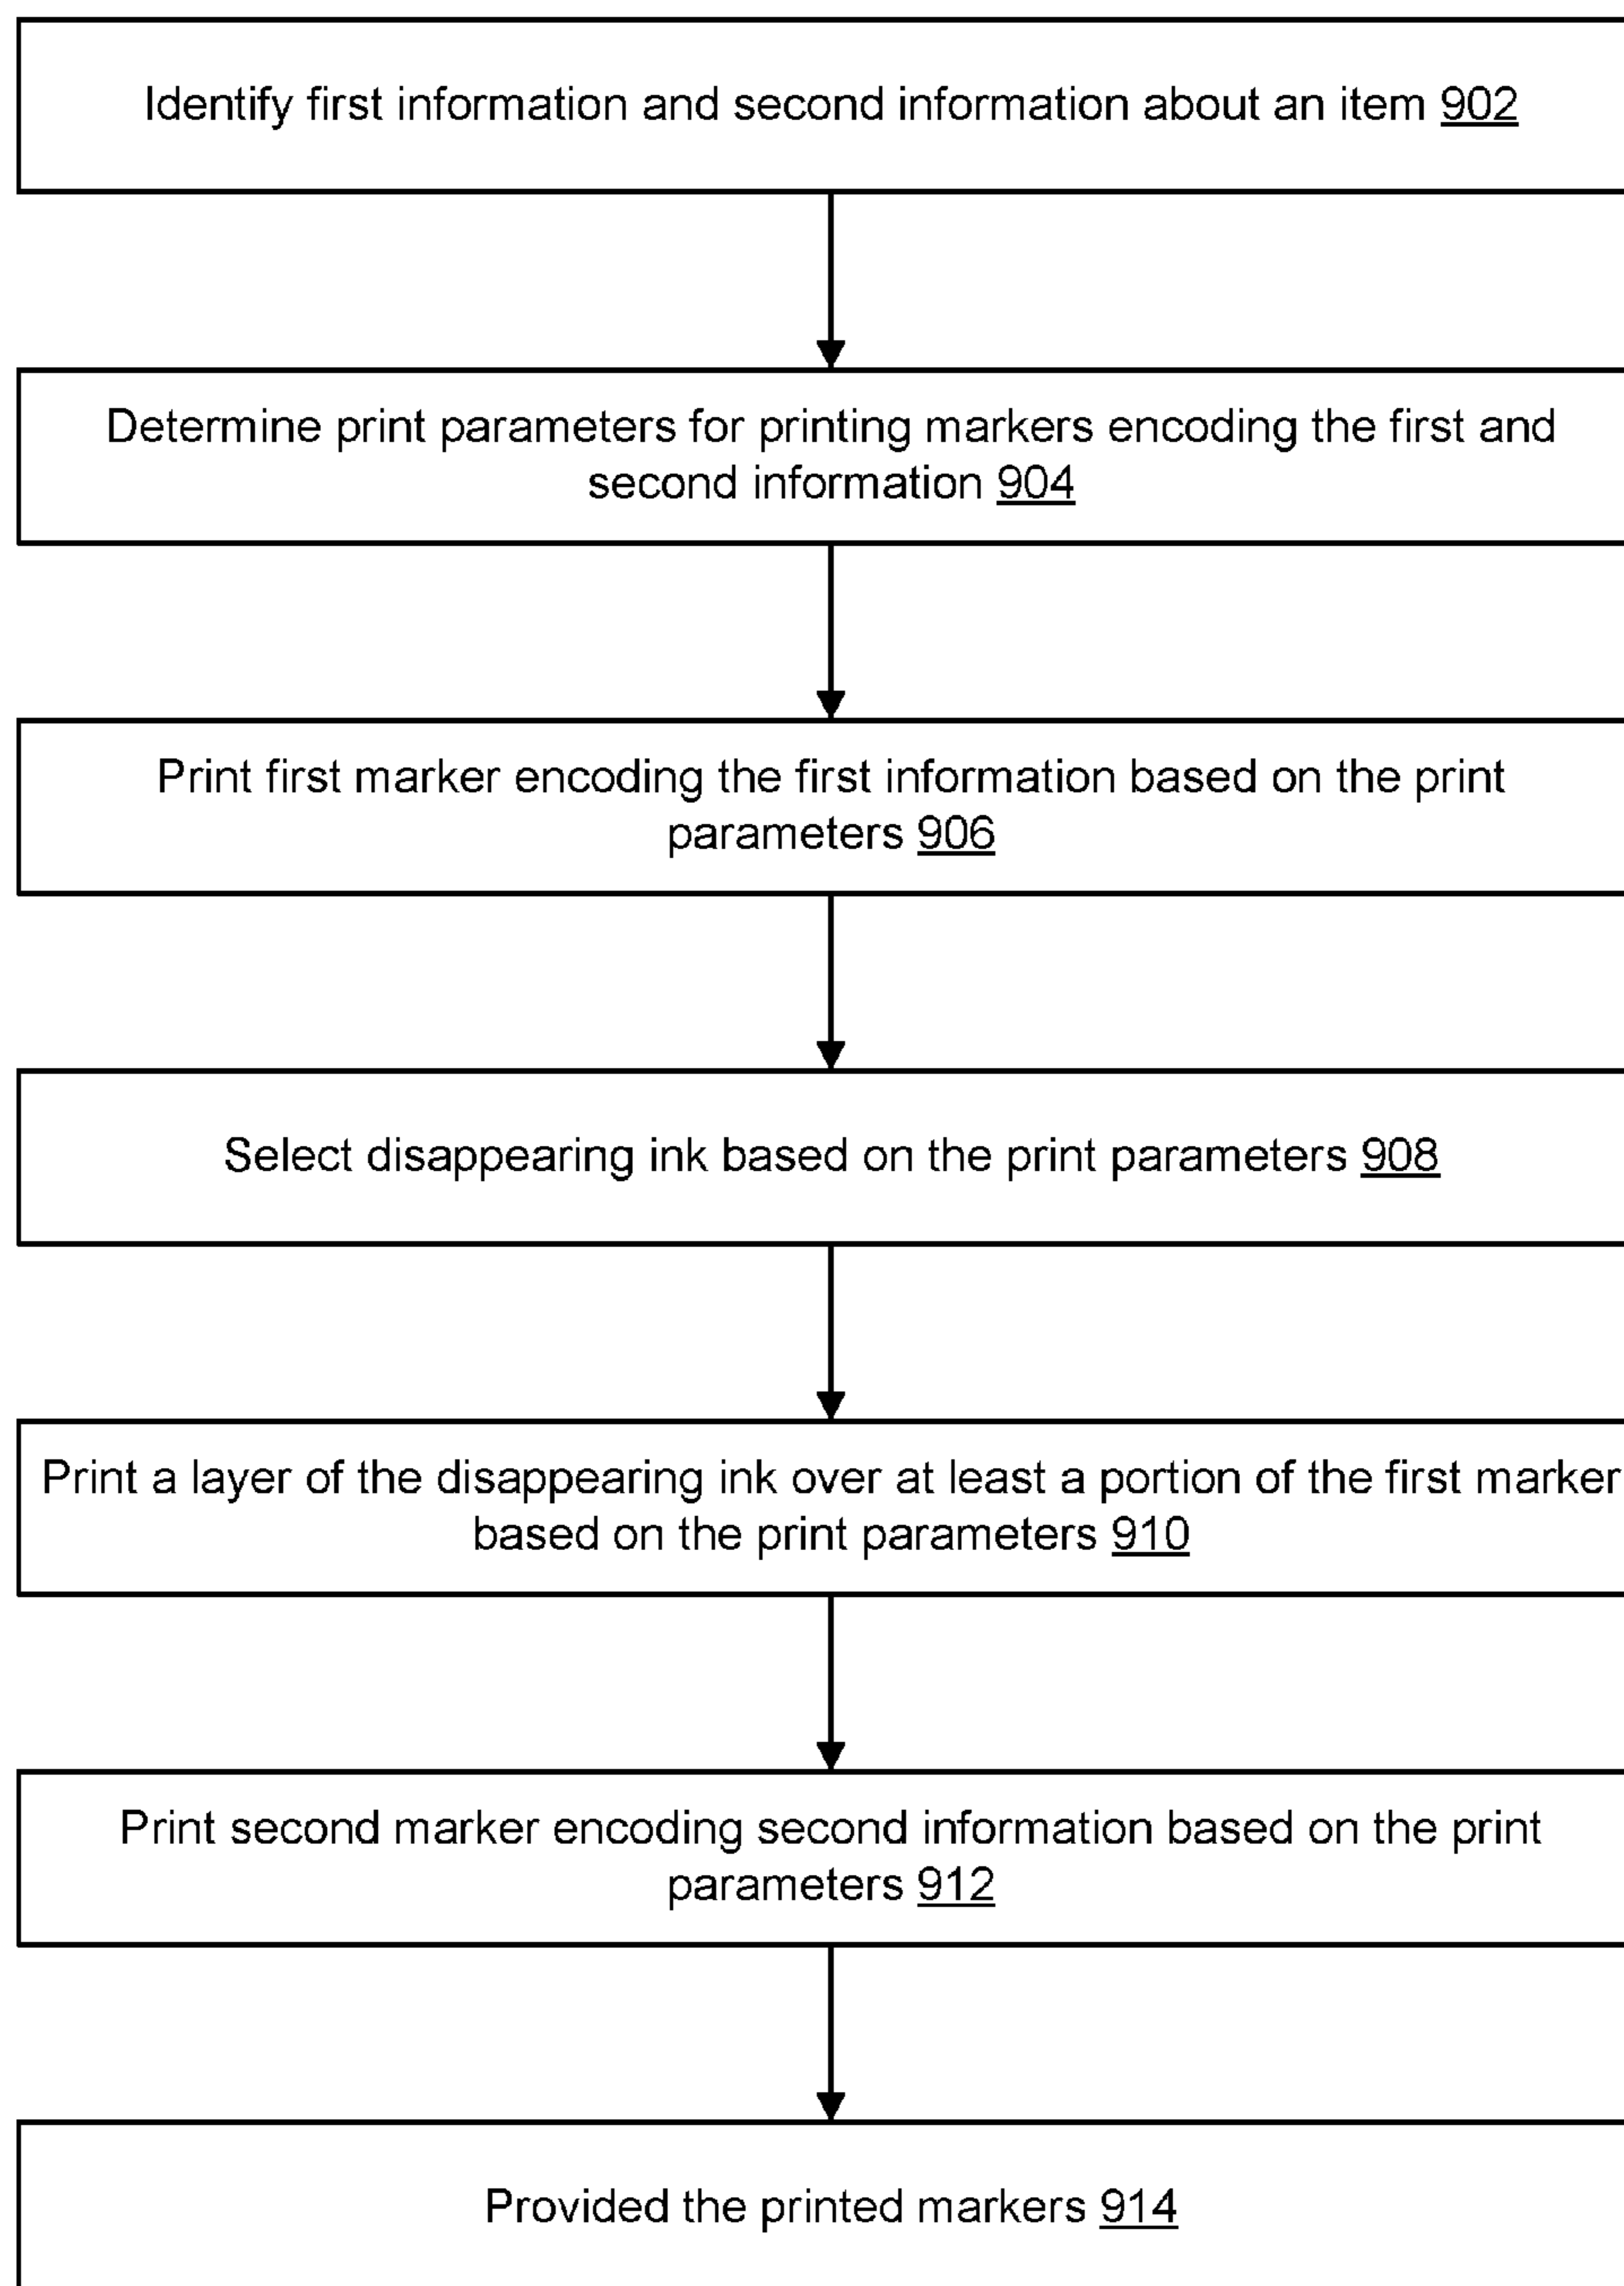 Identify first information and second information about an item 902
Determine print parameters for printing markers encoding the first and
second information 904
Print first marker encoding the first information based on the print
parameters 906
Select disappearing ink based on the print parameters 908
Print a layer of the disappearing ink over at least a portion of the first marker
based on the print parameters 910
Print second marker encoding second information based on the print
parameters 912
Provided the printed markers 914